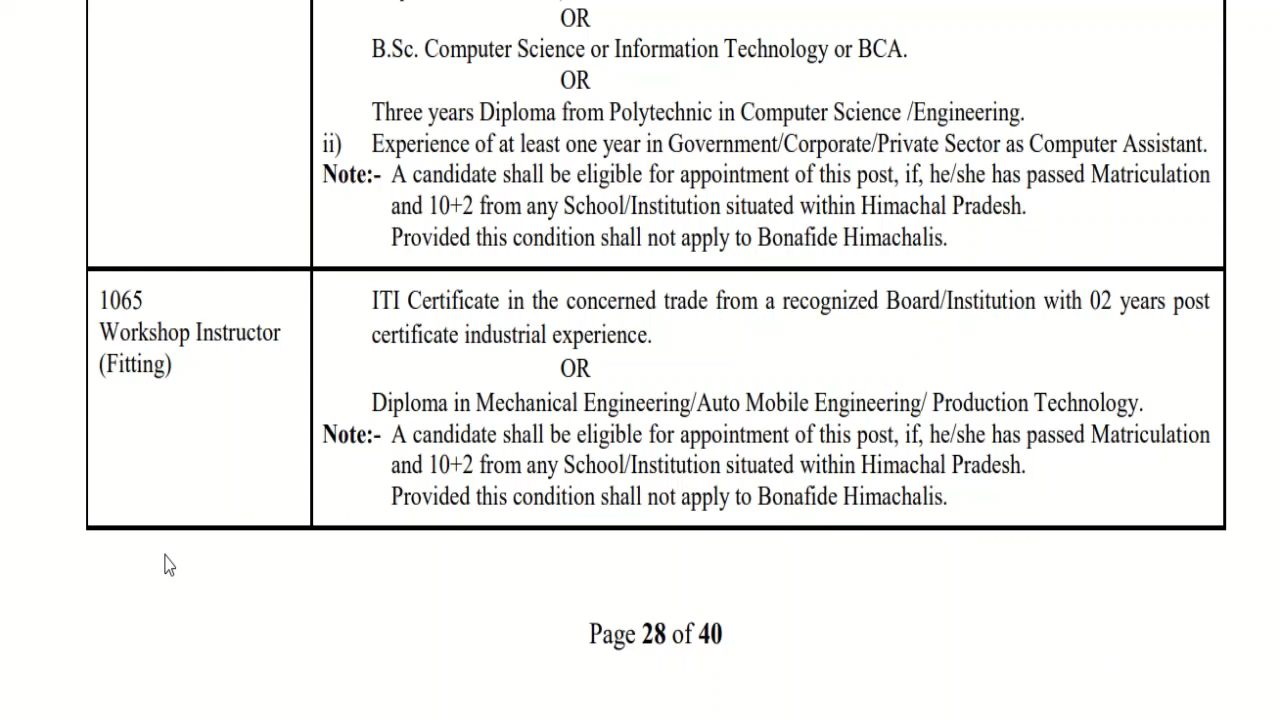 OR
B.Sc. Computer Science or Information Technology or BCA.
OR
Three years Diploma from Polytechnic in Computer Science /Engineering.
ii) Experience of at least one year in Government/Corporate/Private Sector as Computer Assistant.
Note:- A candidate shall be eligible for appointment of this post, if, he/she has passed Matriculation
and 10+2 from any School/Institution situated within Himachal Pradesh.
Provided this condition shall not apply to Bonafide Himachalis.
1065
Workshop Instructor
(Fitting)
ITI Certificate in the concerned trade from a recognized Board/Institution with 02 years post
certificate industrial experience.
OR
Diploma in Mechanical Engineering/Auto Mobile Engineering/ Production Technology.
Note:- A candidate shall be eligible for appointment of this post, if, he/she has passed Matriculation
and 10+2 from any School/Institution situated within Himachal Pradesh.
Provided this condition shall not apply to Bonafide Himachalis.
Page 28 of 40